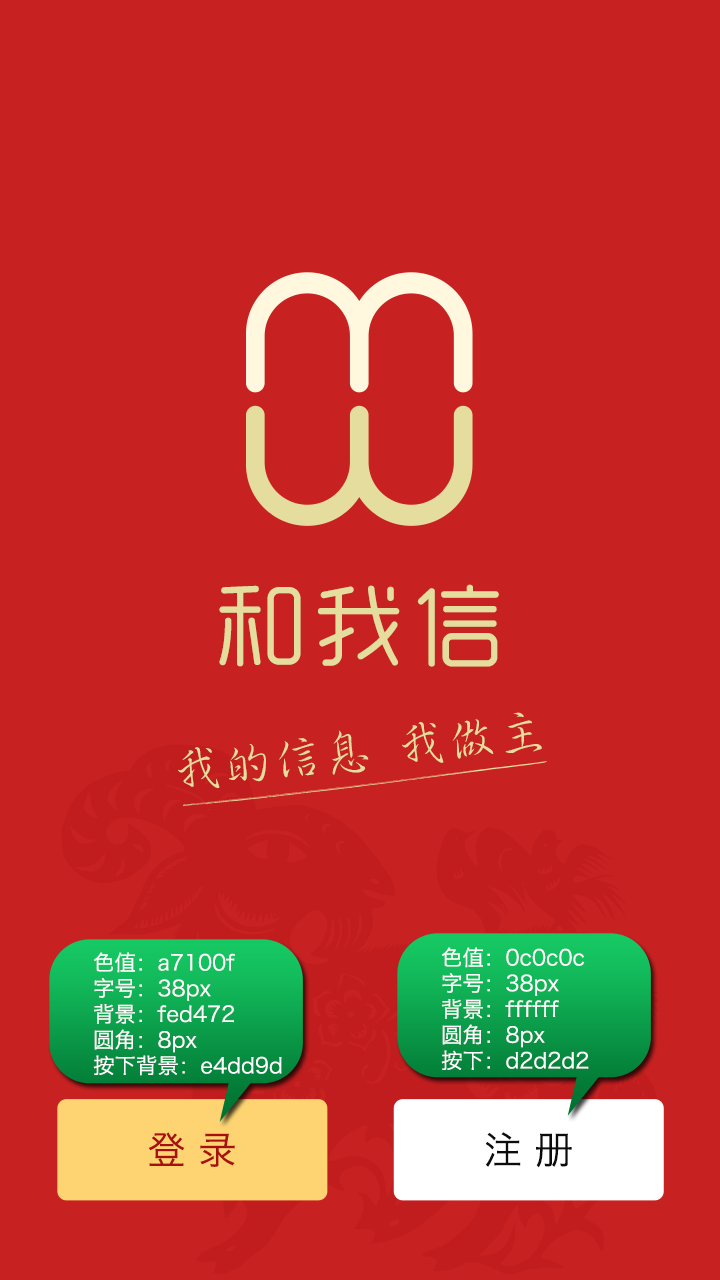 和我信
我的信息 我做主
色值：a7100f
字号：38px
背景：fed472
圆角：8px
按下背景：e4dd9d
色值：0c0c0c
字号：38px
背景：ffffff
圆角：8px
按下：d2d2d2
登录
注册